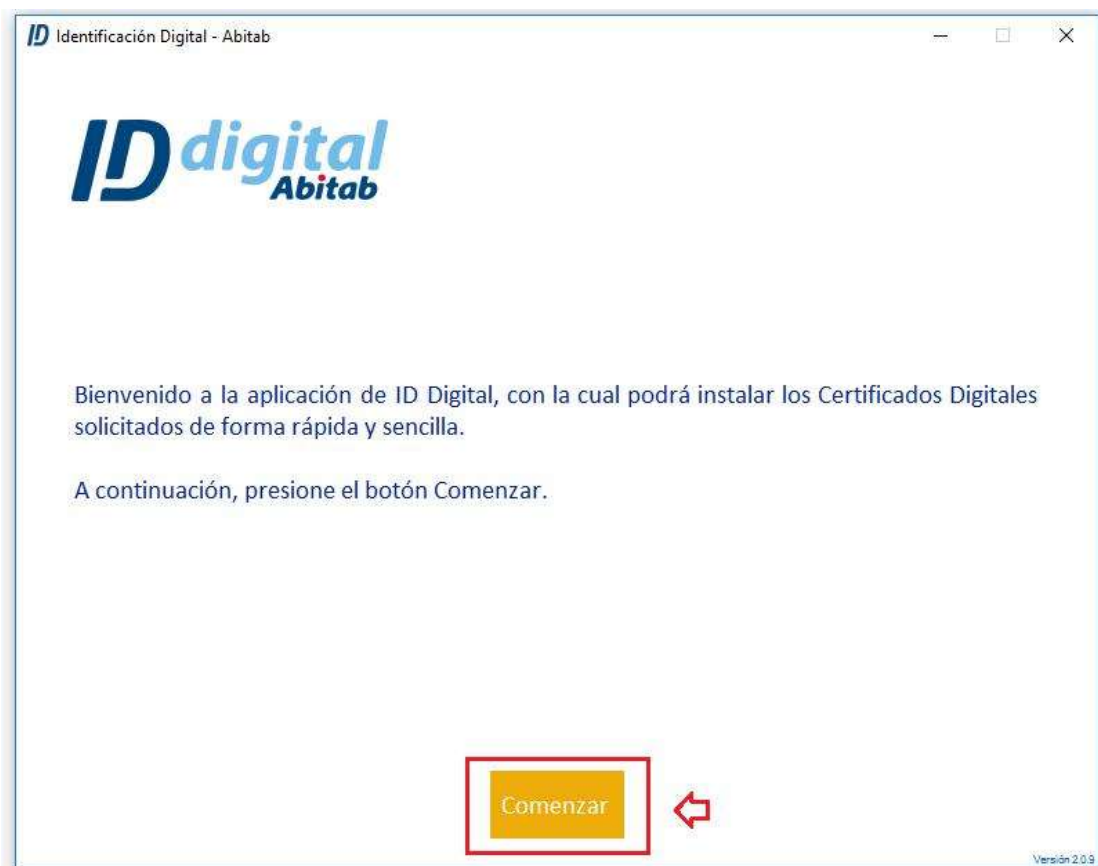 ID Identificación Digital - Abitab
ID digital
Abitab
Bienvenido a la aplicación de ID Digital, con la cual podrá instalar los Certificados Digitales
solicitados de forma rápida y sencilla.
A continuación, presione el botón Comenzar.
Comenzar
Versión 2.0.9